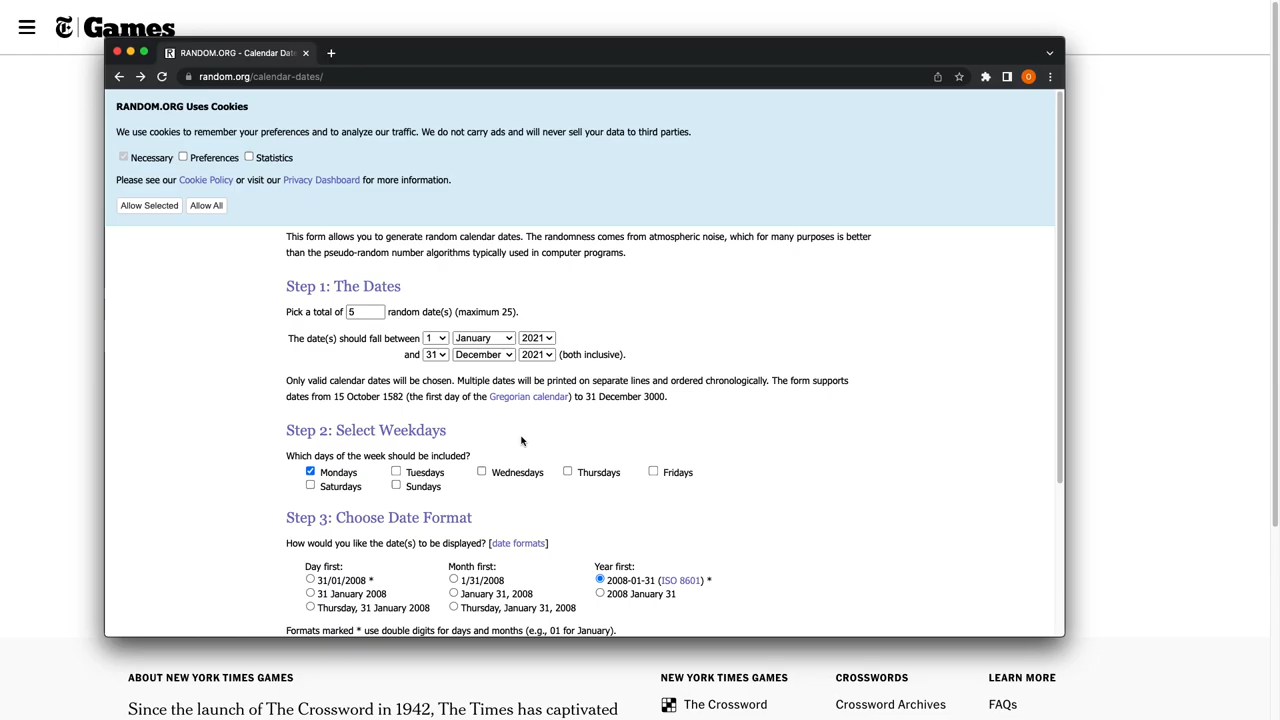 Games
RANDOM.ORG - Calendar Dat
random.org/calendar-dates/
O
RANDOM.ORG Uses Cookies
We use cookies to remember your preferences and to analyze our traffic. We do not carry ads and will never sell your data to third parties.
Necessary Preferences Statistics
Please see our Cookie Policy or visit our Privacy Dashboard for more information.
Allow Selected Allow All
This form allows you to generate random calendar dates. The randomness comes from atmospheric noise, which for many purposes is better
than the pseudo-random number algorithms typically used in computer programs.
Step 1: The Dates
Pick a total of 5 random date(s) (maximum 25).
The date(s) should fall between 1 January 2021
and 31 December 2021 (both inclusive).
Only valid calendar dates will be chosen. Multiple dates will be printed on separate lines and ordered chronologically. The form supports
dates from 15 October 1582 (the first day of the Gregorian calendar) to 31 December 3000.
Step 2: Select Weekdays
Which days of the week should be included?
Mondays Tuesdays Wednesdays Thursdays Fridays
Saturdays Sundays
Step 3: Choose Date Format
How would you like the date(s) to be displayed? [date formats]
Day first: Month first: Year first:
31/01/2008 * 1/31/2008 2008-01-31 (ISO 8601) *
31 January 2008 January 31, 2008 2008 January 31
Thursday, 31 January 2008 Thursday, January 31, 2008
Formats marked * use double digits for days and months (e.g., 01 for January).
ABOUT NEW YORK TIMES GAMES NEW YORK TIMES GAMES CROSSWORDS LEARN MORE
Since the launch of The Crossword in 1942, The Times has captivated The Crossword Crossword Archives FAQs